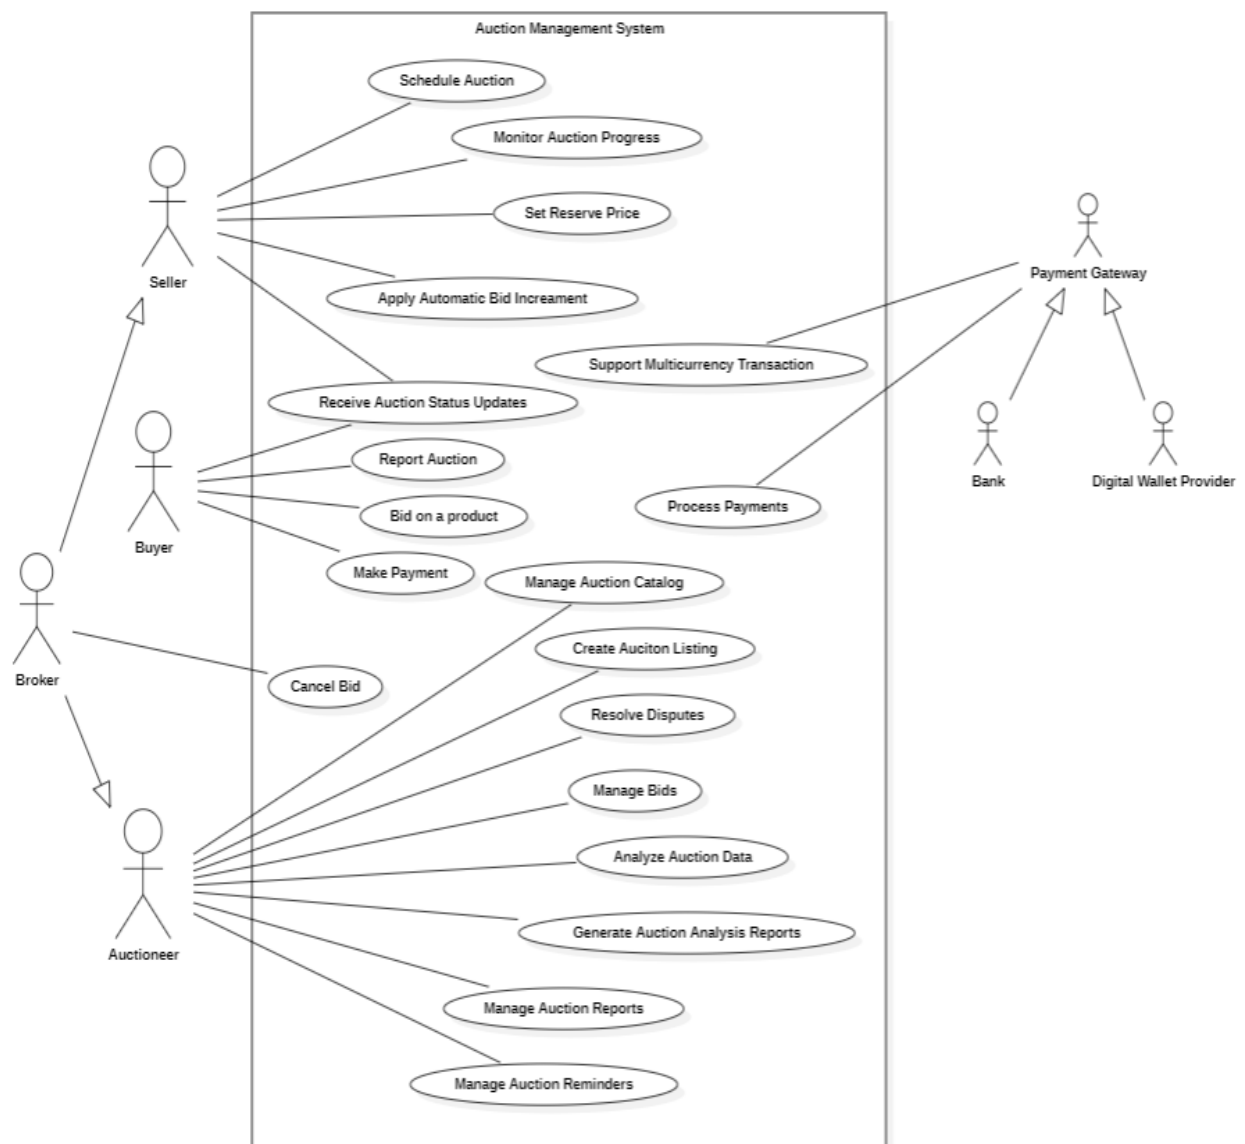 Auction Management System
Schedule Auction
Monitor Auction Progress
Set Reserve Price
Seller
Payment Gateway
Apply Automatic Bid Increament
Support Multicurrency Transaction
Receive Auction Status Updates
Report Auction
Bank
Digital Wallet Provider
Process Payments
Bid on a product
Buyer
Make Payment
Manage Auction Catalog
Create Auciton Listing
Broker
Cancel Bid
Resolve Disputes
Manage Bids
Analyze Auction Data
Generate Auction Analysis Reports
Auctioneer
Manage Auction Reports
Manage Auction Reminders